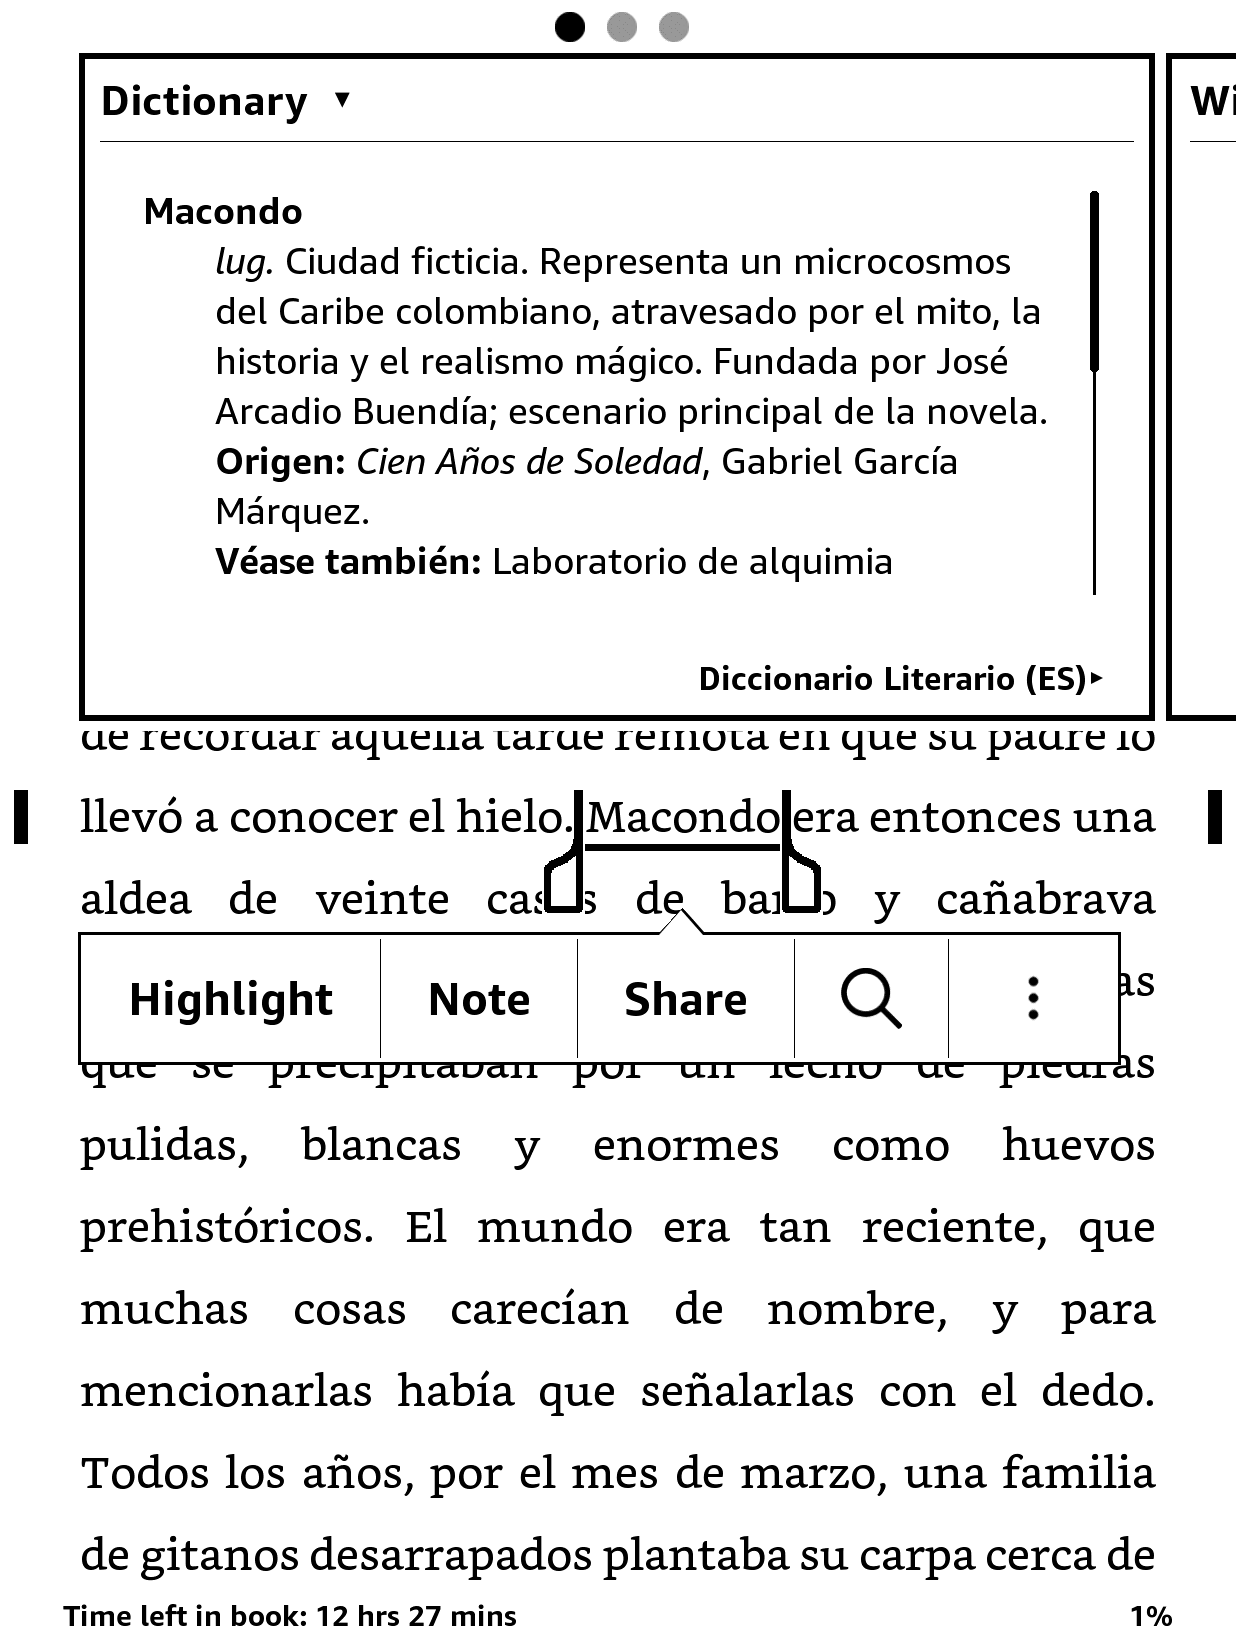 Dictionary ▼
Wi
Macondo
lug. Ciudad ficticia. Representa un microcosmos
del Caribe colombiano, atravesado por el mito, la
historia y el realismo mágico. Fundada por José
Arcadio Buendía; escenario principal de la novela.
Origen: Cien Años de Soledad, Gabriel García
Márquez.
Véase también: Laboratorio de alquimia
Diccionario Literario (ES)▸
de recordar aquella tarde remota en que su padre lo
llevó a conocer el hielo. Macondo era entonces una
aldea de veinte casas de barro y cañabrava
as
Highlight Note Share
que se precipitaban por un lecho de piedras
pulidas, blancas y enormes como huevos
prehistóricos. El mundo era tan reciente, que
muchas cosas carecían de nombre, y para
mencionarlas había que señalarlas con el dedo.
Todos los años, por el mes de marzo, una familia
de gitanos desarrapados plantaba su carpa cerca de
Time left in book: 12 hrs 27 mins 1%